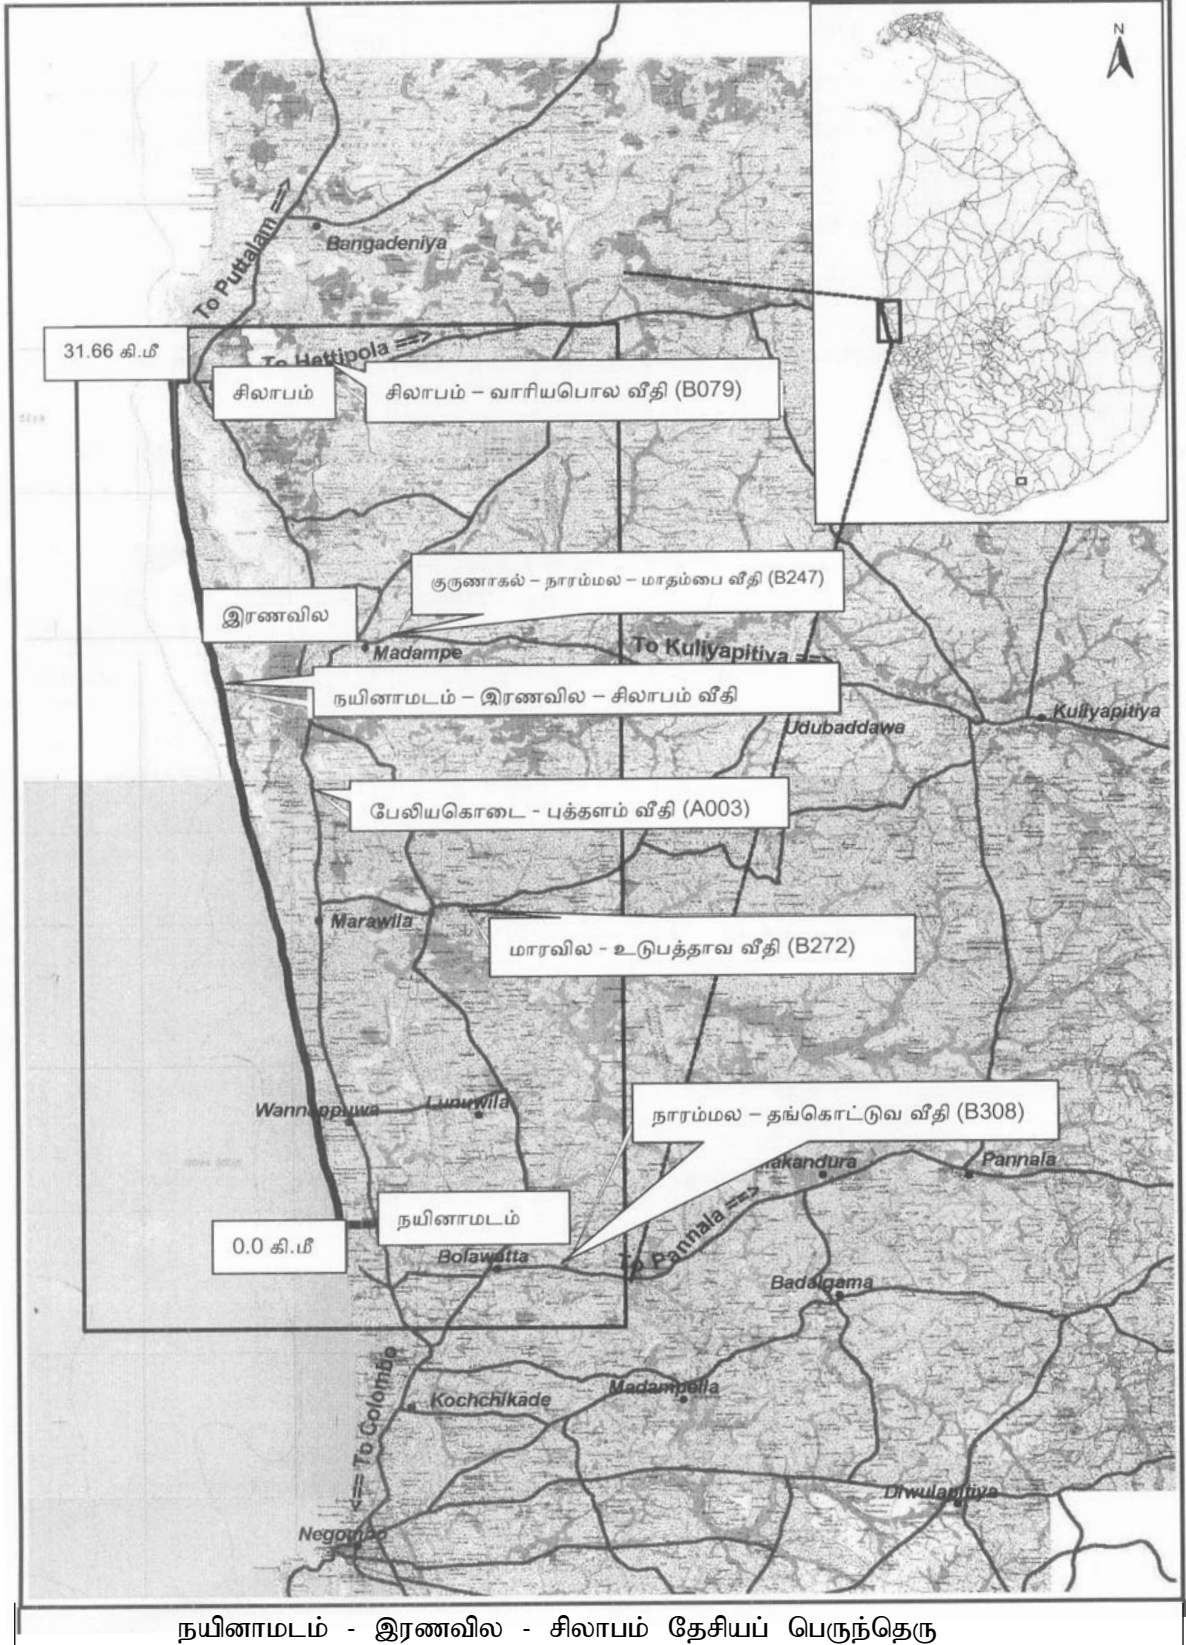 N
Bangadeniya
To Puttalam ==>
31.66 கி.மீ
To Hettipola ==>
சிலாபம்
சிலாபம் – வாரியபொல வீதி (B079)
குருணாகல் – நாரம்மல – மாதம்பை வீதி (B247)
இரணவில
Madampe
To Kuliyapitiya ==>
நயினாமடம் – இரணவில – சிலாபம் வீதி
Kuliyapitiya
Udubaddawa
பேலியகொடை - புத்தளம் வீதி (A003)
Marawila
மாரவில - உடுபத்தாவ வீதி (B272)
Wannappuwa
Lunuwila
நாரம்மல – தங்கொட்டுவ வீதி (B308)
Pannala
நயினாமடம்
0.0 கி.மீ
Bolawatta
To Pannala ==>
Badalgama
<== To Colombo
Kochchikade
Madampella
Diwulapitiya
Negombo
நயினாமடம் - இரணவில - சிலாபம் தேசியப் பெருந்தெரு